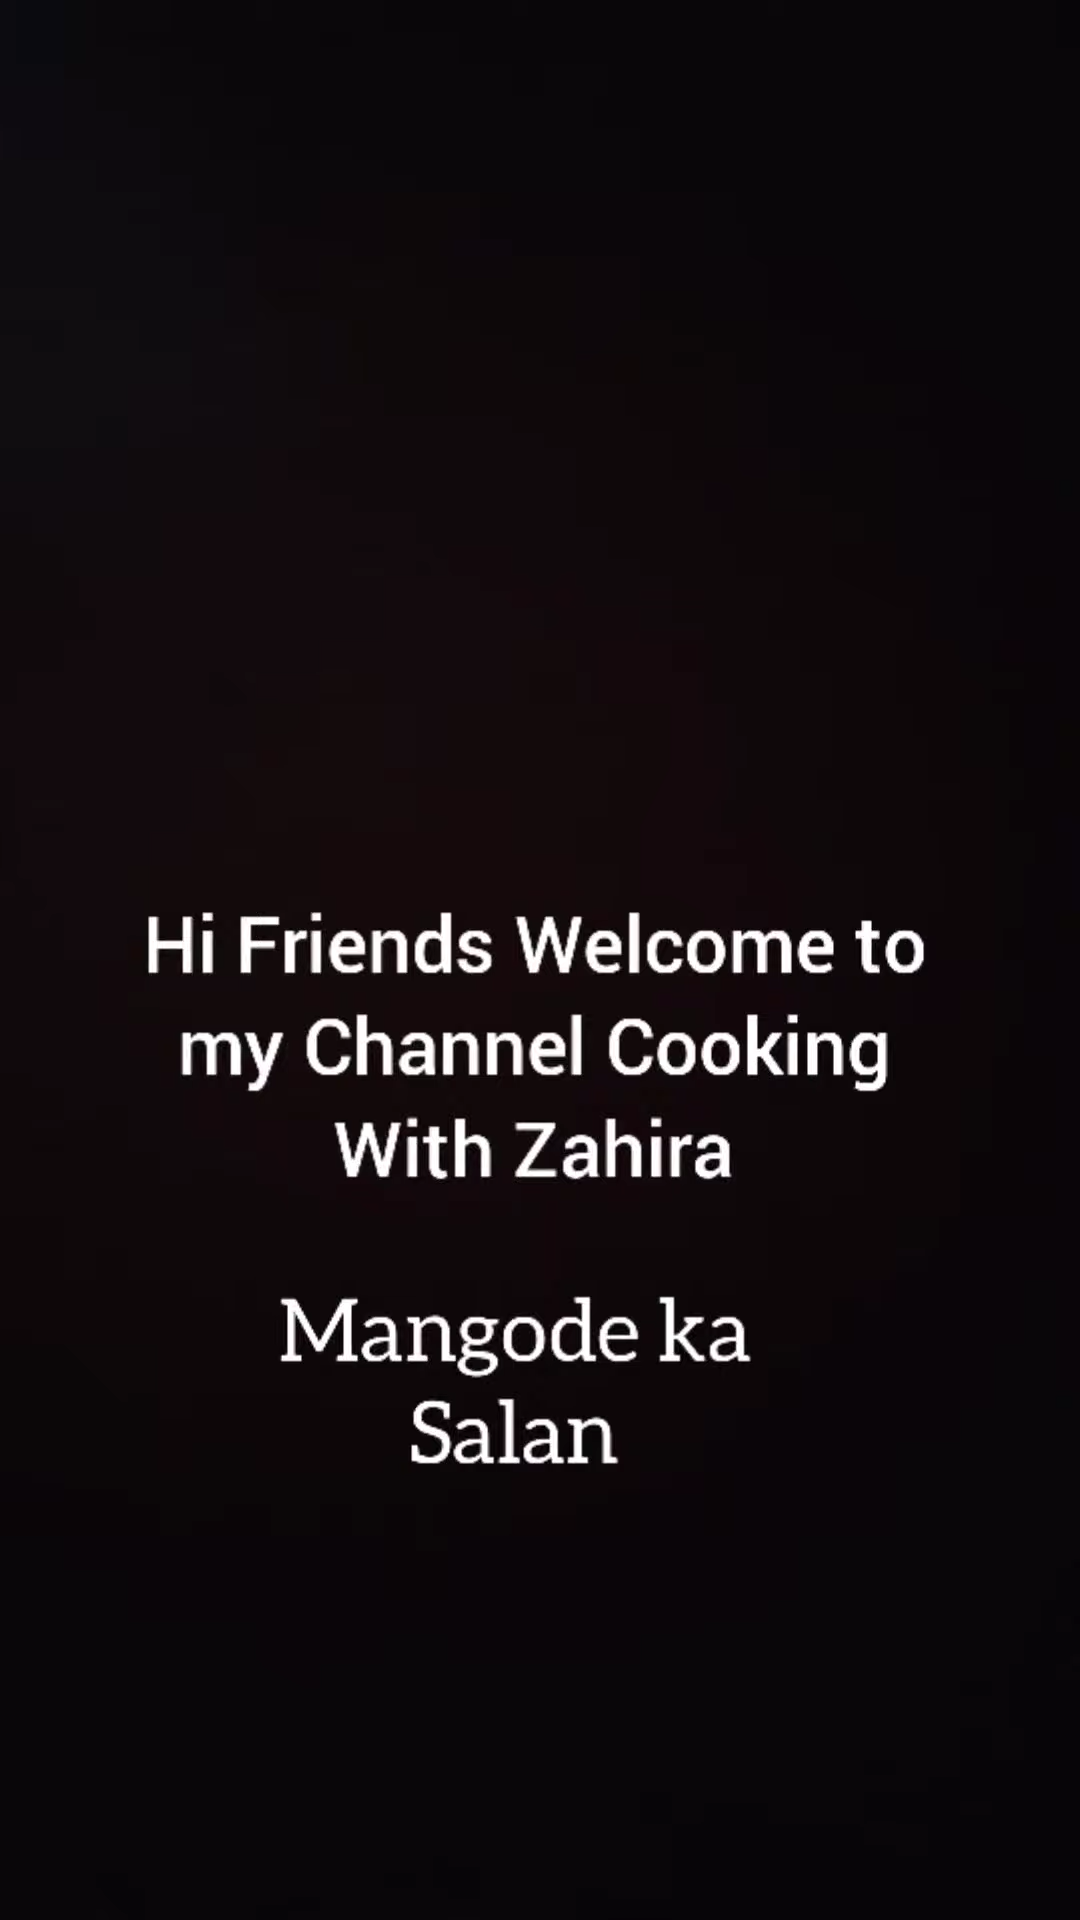 Hi Friends Welcome to
my Channel Cooking
With Zahira
Mangode ka
Salan